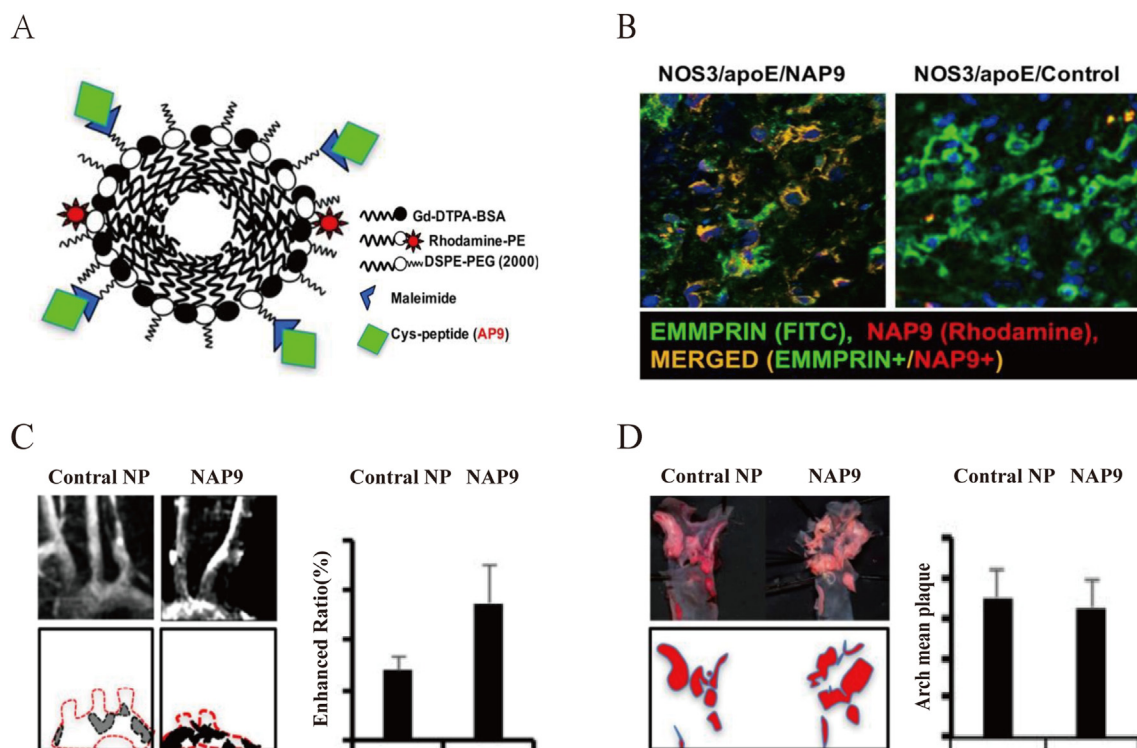 A
Gd-DTPA-BSA
Rhodamine-PE
DSPE-PEG (2000)
Maleimide
Cys-peptide (AP9)
B
NOS3/apoE/NAP9
NOS3/apoE/Control
EMMPRIN (FITC), NAP9 (Rhodamine),
MERGED (EMMPRIN+/NAP9+)
C
Contral NP
NAP9
Contral NP
NAP9
Enhanced Ratio(%)
D
Contral NP
NAP9
Contral NP
NAP9
Arch mean plaque